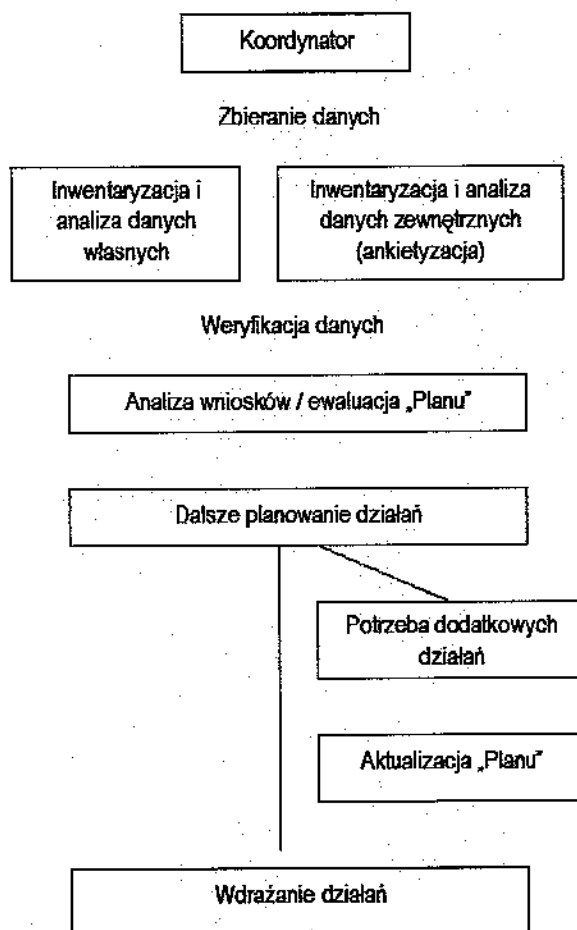 Koordynator
Zbieranie danych
Inwentaryzacja i
analiza danych
własnych
Inwentaryzacja i analiza
danych zewnętrznych
(ankietyzacja)
Weryfikacja danych
Analiza wniosków / ewaluacja „Planu”
Dalsze planowanie działań
Potrzeba dodatkowych
działań
Aktualizacja „Planu”
Wdrażanie działań